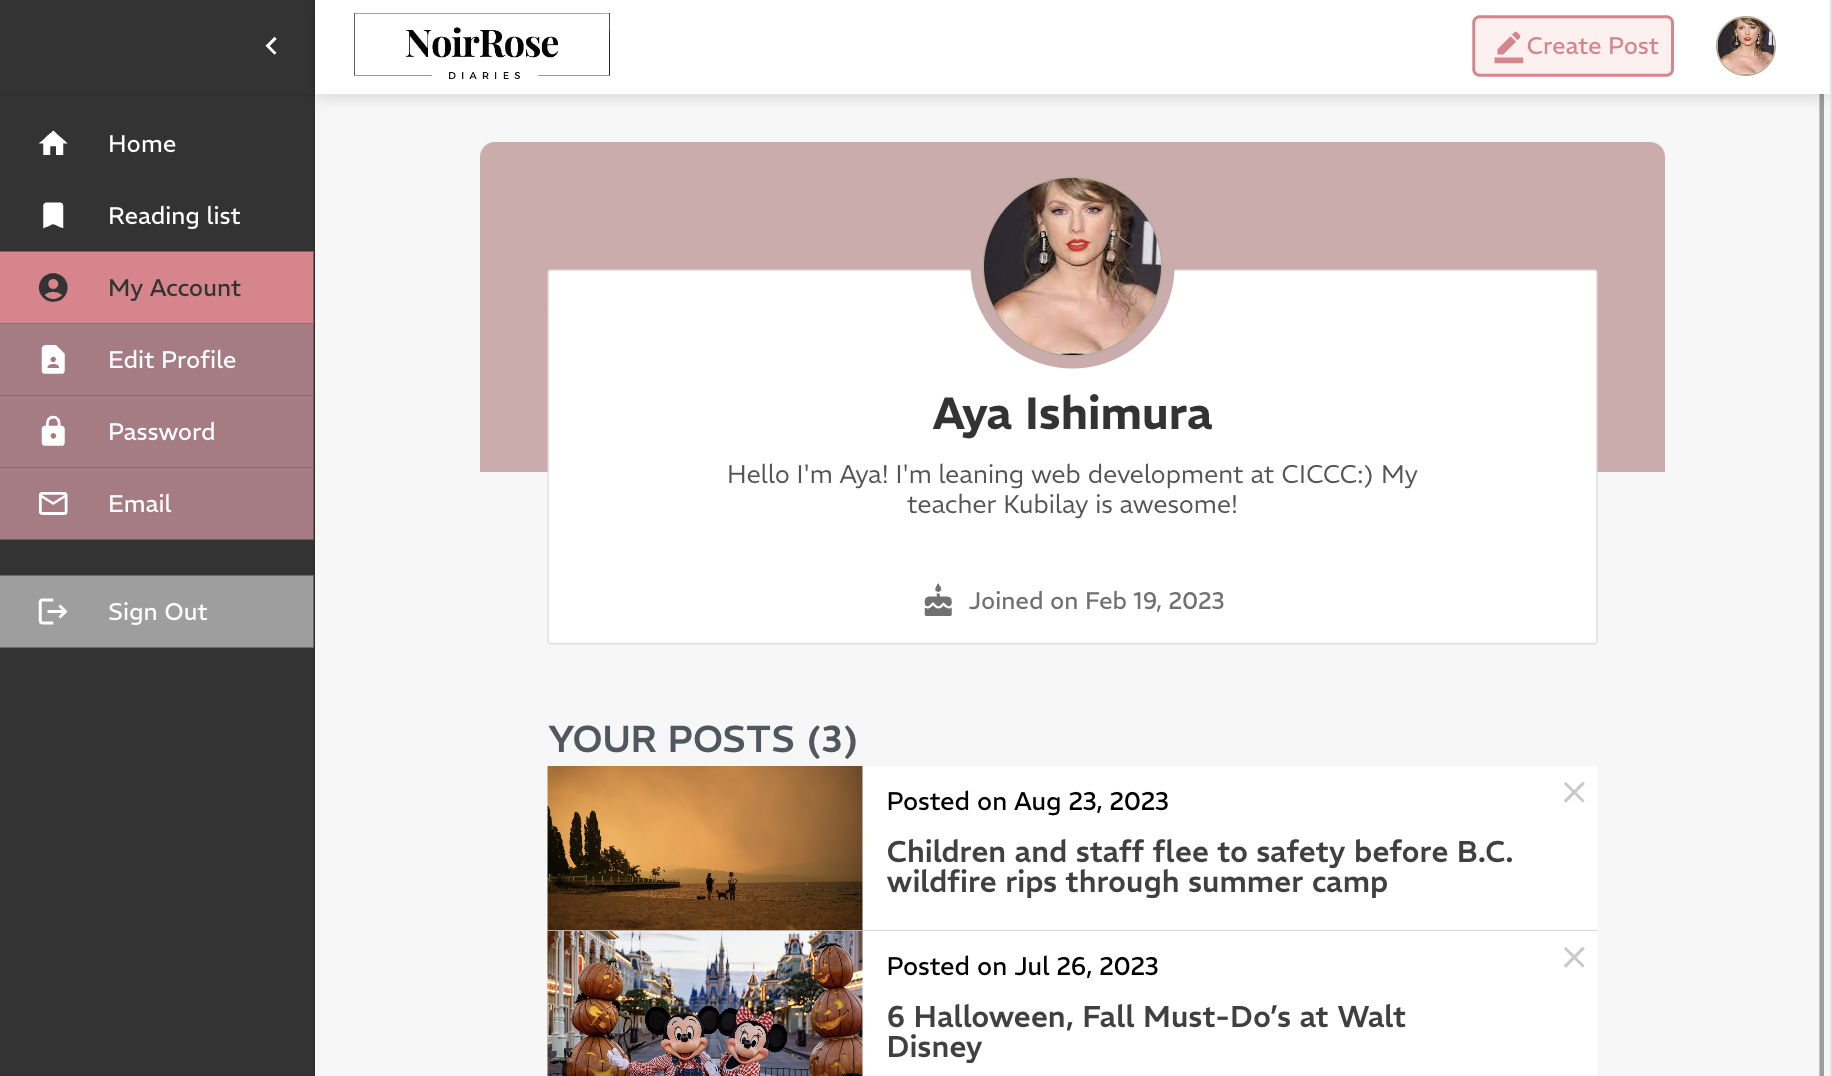 NoirRose
DIARIES
Create Post
Home
Reading list
My Account
Edit Profile
Password
Email
Sign Out
Aya Ishimura
Hello I'm Aya! I'm leaning web development at CICCC:) My
teacher Kubilay is awesome!
Joined on Feb 19, 2023
YOUR POSTS (3)
Posted on Aug 23, 2023
Children and staff flee to safety before B.C.
wildfire rips through summer camp
Posted on Jul 26, 2023
6 Halloween, Fall Must-Do’s at Walt
Disney